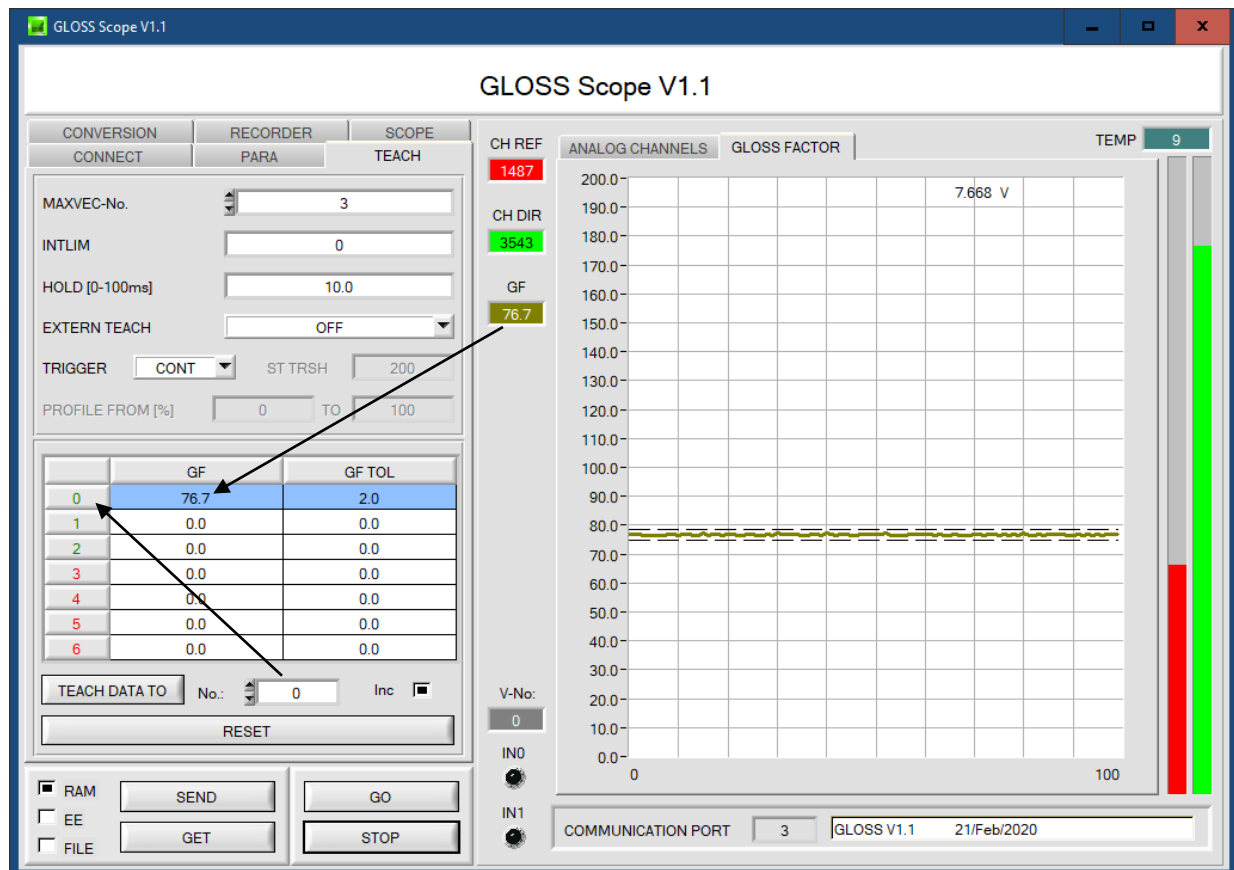 GLOSS Scope V1.1
GLOSS Scope V1.1
CONVERSION RECORDER SCOPE
CONNECT PARA TEACH
MAXVEC-No. 3
INTLIM 0
HOLD [0-100ms] 10.0
EXTERN TEACH OFF
TRIGGER CONT ST TRSH 200
PROFILE FROM [%] 0 TO 100
GF GF TOL
0 76.7 2.0
1 0.0 0.0
2 0.0 0.0
3 0.0 0.0
4 0.0 0.0
5 0.0 0.0
6 0.0 0.0
TEACH DATA TO No.: 0 Inc
RESET
RAM SEND GO
EE
GET STOP
FILE
CH REF
1487
CH DIR
3543
GF
76.7
V-No:
0
IN0
IN1
ANALOG CHANNELS GLOSS FACTOR
TEMP 9
7.668 V
200.0
190.0
180.0
170.0
160.0
150.0
140.0
130.0
120.0
110.0
100.0
90.0
80.0
70.0
60.0
50.0
40.0
30.0
20.0
10.0
0.0
0 100
COMMUNICATION PORT 3 GLOSS V1.1 21/Feb/2020